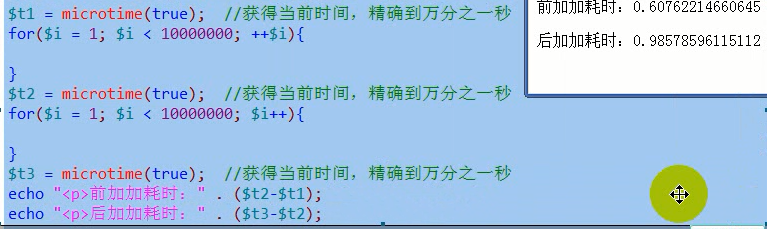 $t1 = microtime(true);  //获得当前时间，精确到万分之一秒
for($i = 1; $i < 10000000; ++$i){
}
$t2 = microtime(true);  //获得当前时间，精确到万分之一秒
for($i = 1; $i < 10000000; $i++){
}
$t3 = microtime(true);  //获得当前时间，精确到万分之一秒
echo "<p>前加加耗时：" . ($t2-$t1);
echo "<p>后加加耗时：" . ($t3-$t2);
前加加耗时：0.60762214660645
后加加耗时：0.98578596115112